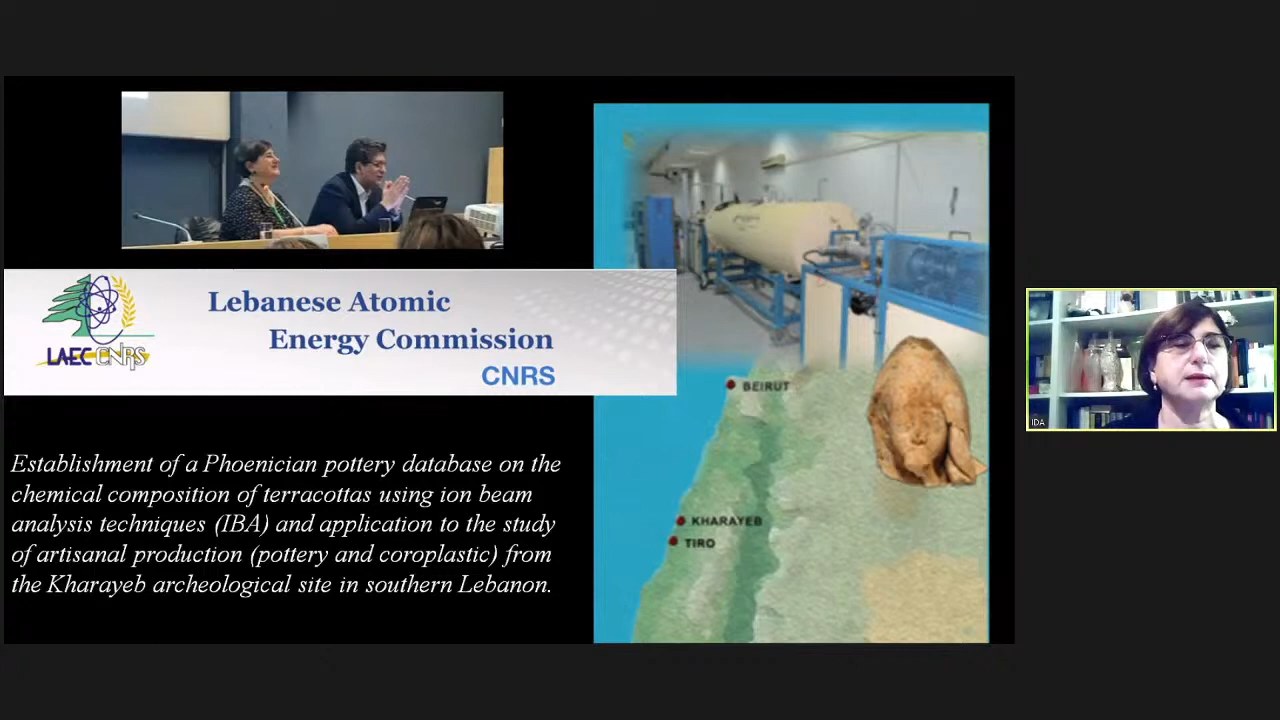 Lebanese Atomic
Energy Commission
CNRS
LAEC CNRS
BEIRUT
KHARAYEB
TIRO
Establishment of a Phoenician pottery database on the
chemical composition of terracottas using ion beam
analysis techniques (IBA) and application to the study
of artisanal production (pottery and coroplastic) from
the Kharayeb archeological site in southern Lebanon.
IDA